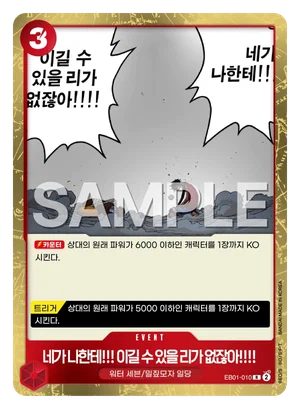 3
이길 수
있을 리가
없잖아!!!!
네가
나한테!!!
SAMPLE
카운터 상대의 원래 파워가 6000 이하인 캐릭터를 1장까지 KO
시킨다.
트리거 상대의 원래 파워가 5000 이하인 캐릭터를 1장까지 KO
시킨다.
EVENT
네가 나한테!!! 이길 수 있을 리가 없잖아!!!!
워터 세븐/밀짚모자 일당
EB01-010 R 2